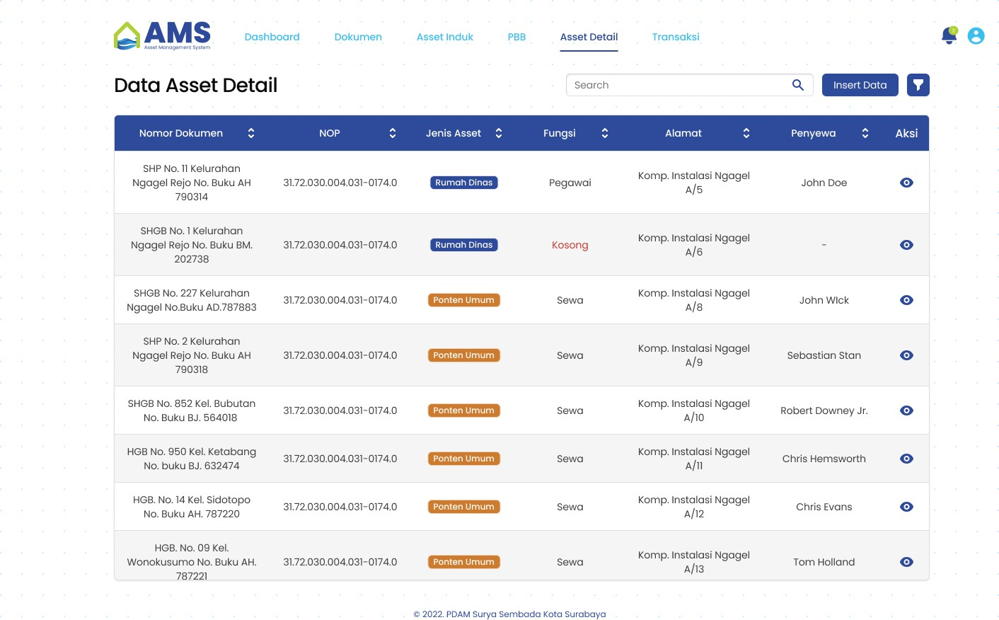 AMS
Asset Management System
Dashboard
Dokumen
Asset Induk
PBB
Asset Detail
Transaksi
2
Data Asset Detail
Search
Insert Data
Nomor Dokumen
NOP
Jenis Asset
Fungsi
Alamat
Penyewa
Aksi
SHP No. 11 Kelurahan
Ngagel Rejo No. Buku AH
790314
31.72.030.004.031-0174.0
Rumah Dinas
Pegawai
Komp. Instalasi Ngagel
A/5
John Doe
SHGB No. 1 Kelurahan
Ngagel Rejo No. Buku BM.
202738
31.72.030.004.031-0174.0
Rumah Dinas
Kosong
Komp. Instalasi Ngagel
A/6
-
SHGB No. 227 Kelurahan
Ngagel No.Buku AD.787883
31.72.030.004.031-0174.0
Ponten Umum
Sewa
Komp. Instalasi Ngagel
A/8
John WIck
SHP No. 2 Kelurahan
Ngagel Rejo No. Buku AH
790318
31.72.030.004.031-0174.0
Ponten Umum
Sewa
Komp. Instalasi Ngagel
A/9
Sebastian Stan
SHGB No. 852 Kel. Bubutan
No. Buku BJ. 564018
31.72.030.004.031-0174.0
Ponten Umum
Sewa
Komp. Instalasi Ngagel
A/10
Robert Downey Jr.
HGB No. 950 Kel. Ketabang
No. buku BJ. 632474
31.72.030.004.031-0174.0
Ponten Umum
Sewa
Komp. Instalasi Ngagel
A/11
Chris Hemsworth
HGB. No. 14 Kel. Sidotopo
No. Buku AH. 787220
31.72.030.004.031-0174.0
Ponten Umum
Sewa
Komp. Instalasi Ngagel
A/12
Chris Evans
HGB. No. 09 Kel.
Wonokusumo No. Buku AH.
787221
31.72.030.004.031-0174.0
Ponten Umum
Sewa
Komp. Instalasi Ngagel
A/13
Tom Holland
© 2022. PDAM Surya Sembada Kota Surabaya